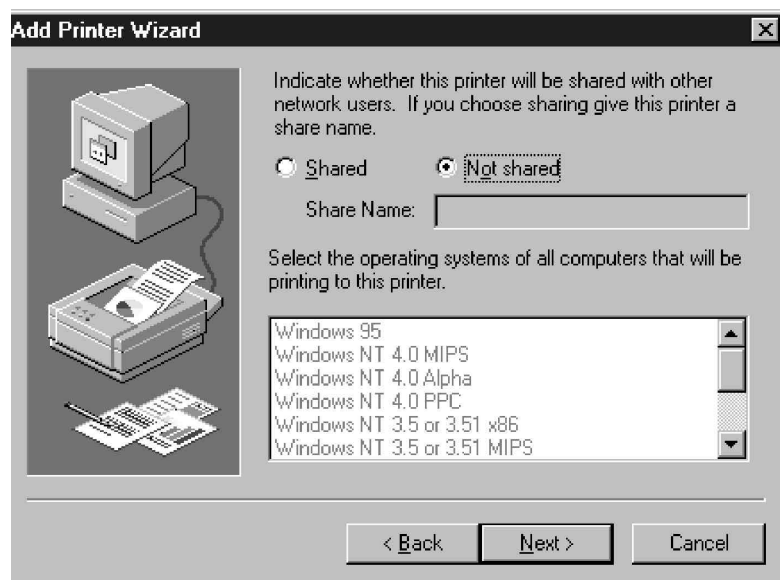 Add Printer Wizard
Indicate whether this printer will be shared with other
network users. If you choose sharing give this printer a
share name.
Shared Not shared
Share Name:
Select the operating systems of all computers that will be
printing to this printer.
Windows 95
Windows NT 4.0 MIPS
Windows NT 4.0 Alpha
Windows NT 4.0 PPC
Windows NT 3.5 or 3.51 x86
Windows NT 3.5 or 3.51 MIPS
< Back Next > Cancel